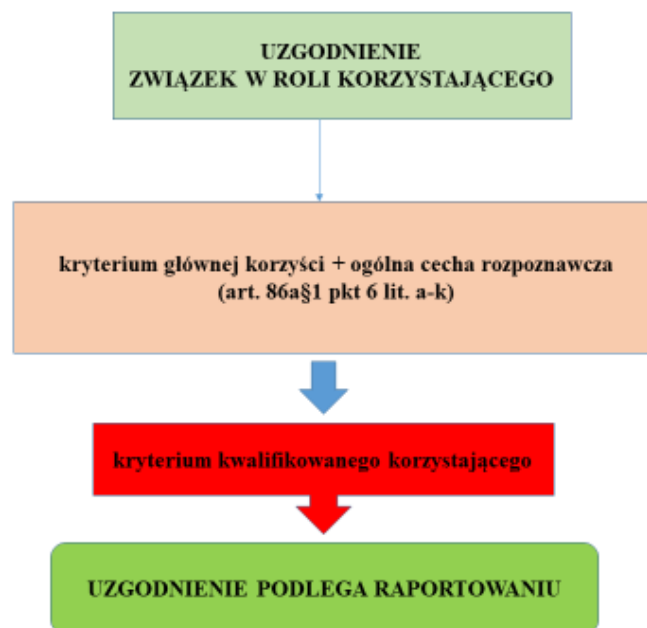 UZGODNIENIE
ZWIĄZEK W ROLI KORZYSTAJĄCEGO
kryterium głównej korzyści + ogólna cecha rozpoznawcza
(art. 86a§1 pkt 6 lit. a-k)
kryterium kwalifikowanego korzystającego
UZGODNIENIE PODLEGA RAPORTOWANIU